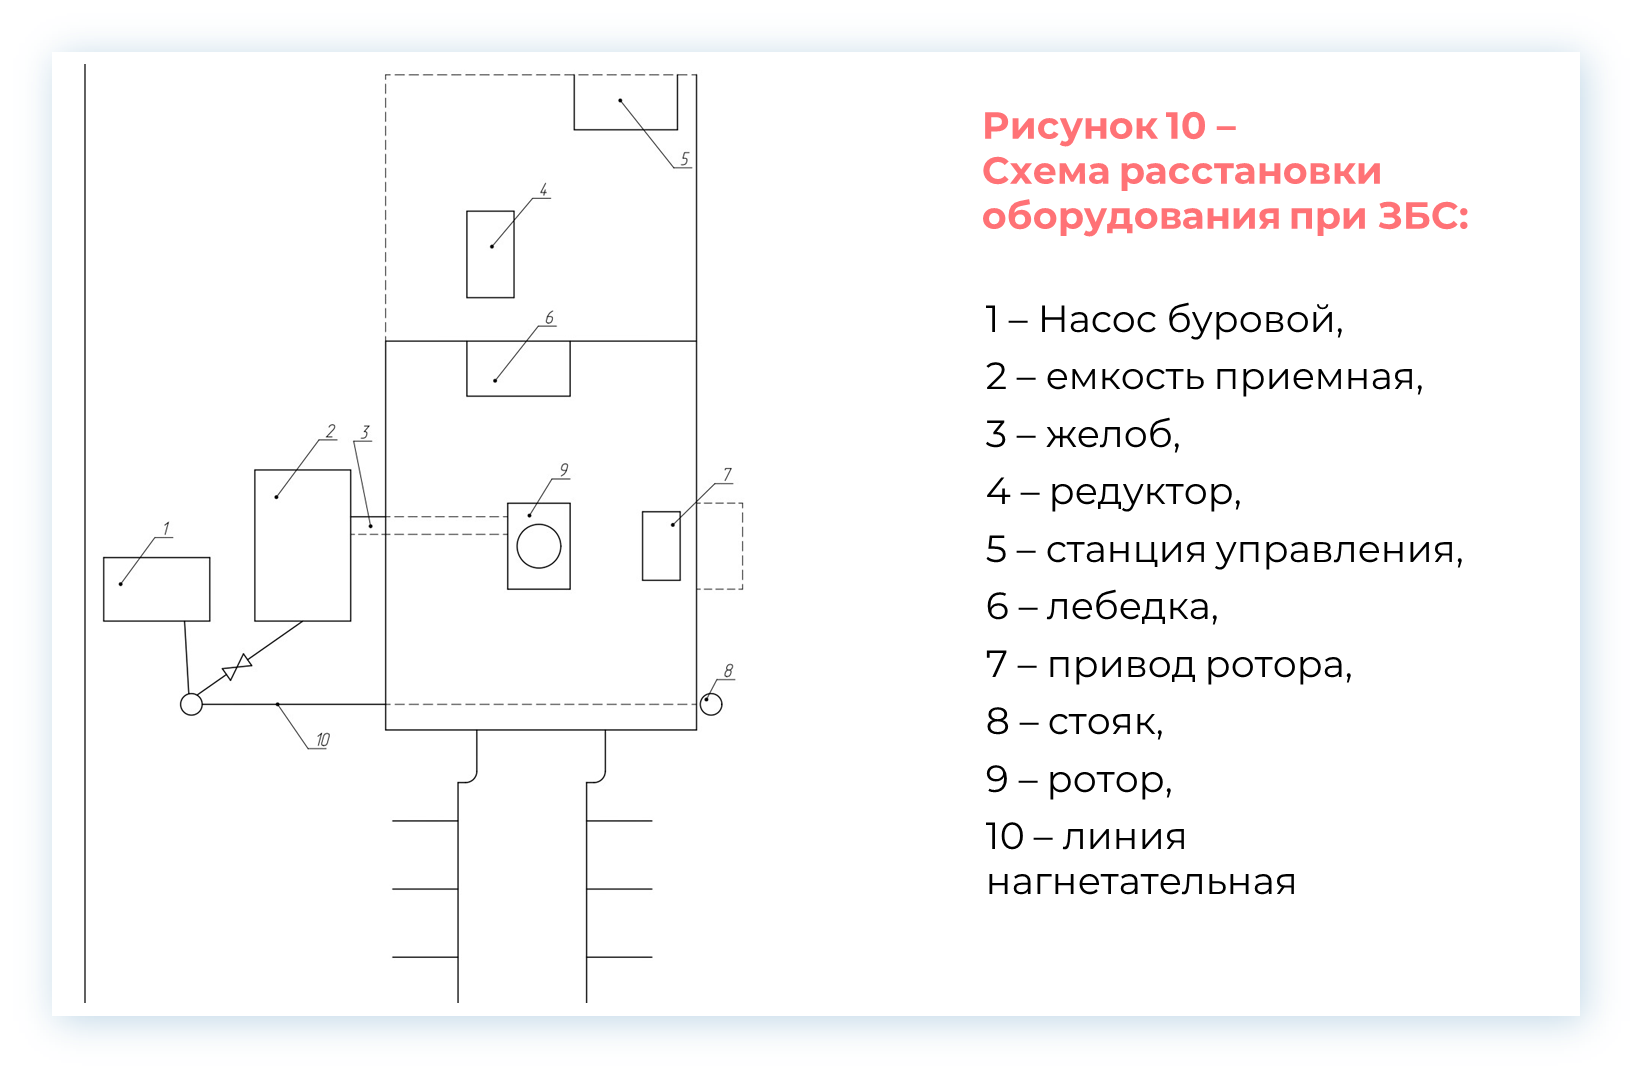 5
4
6
2
3
9
7
1
8
10
Рисунок 10 –
Схема расстановки
оборудования при ЗБС:
1 – Насос буровой,
2 – емкость приемная,
3 – желоб,
4 – редуктор,
5 – станция управления,
6 – лебедка,
7 – привод ротора,
8 – стояк,
9 – ротор,
10 – линия
нагнетательная